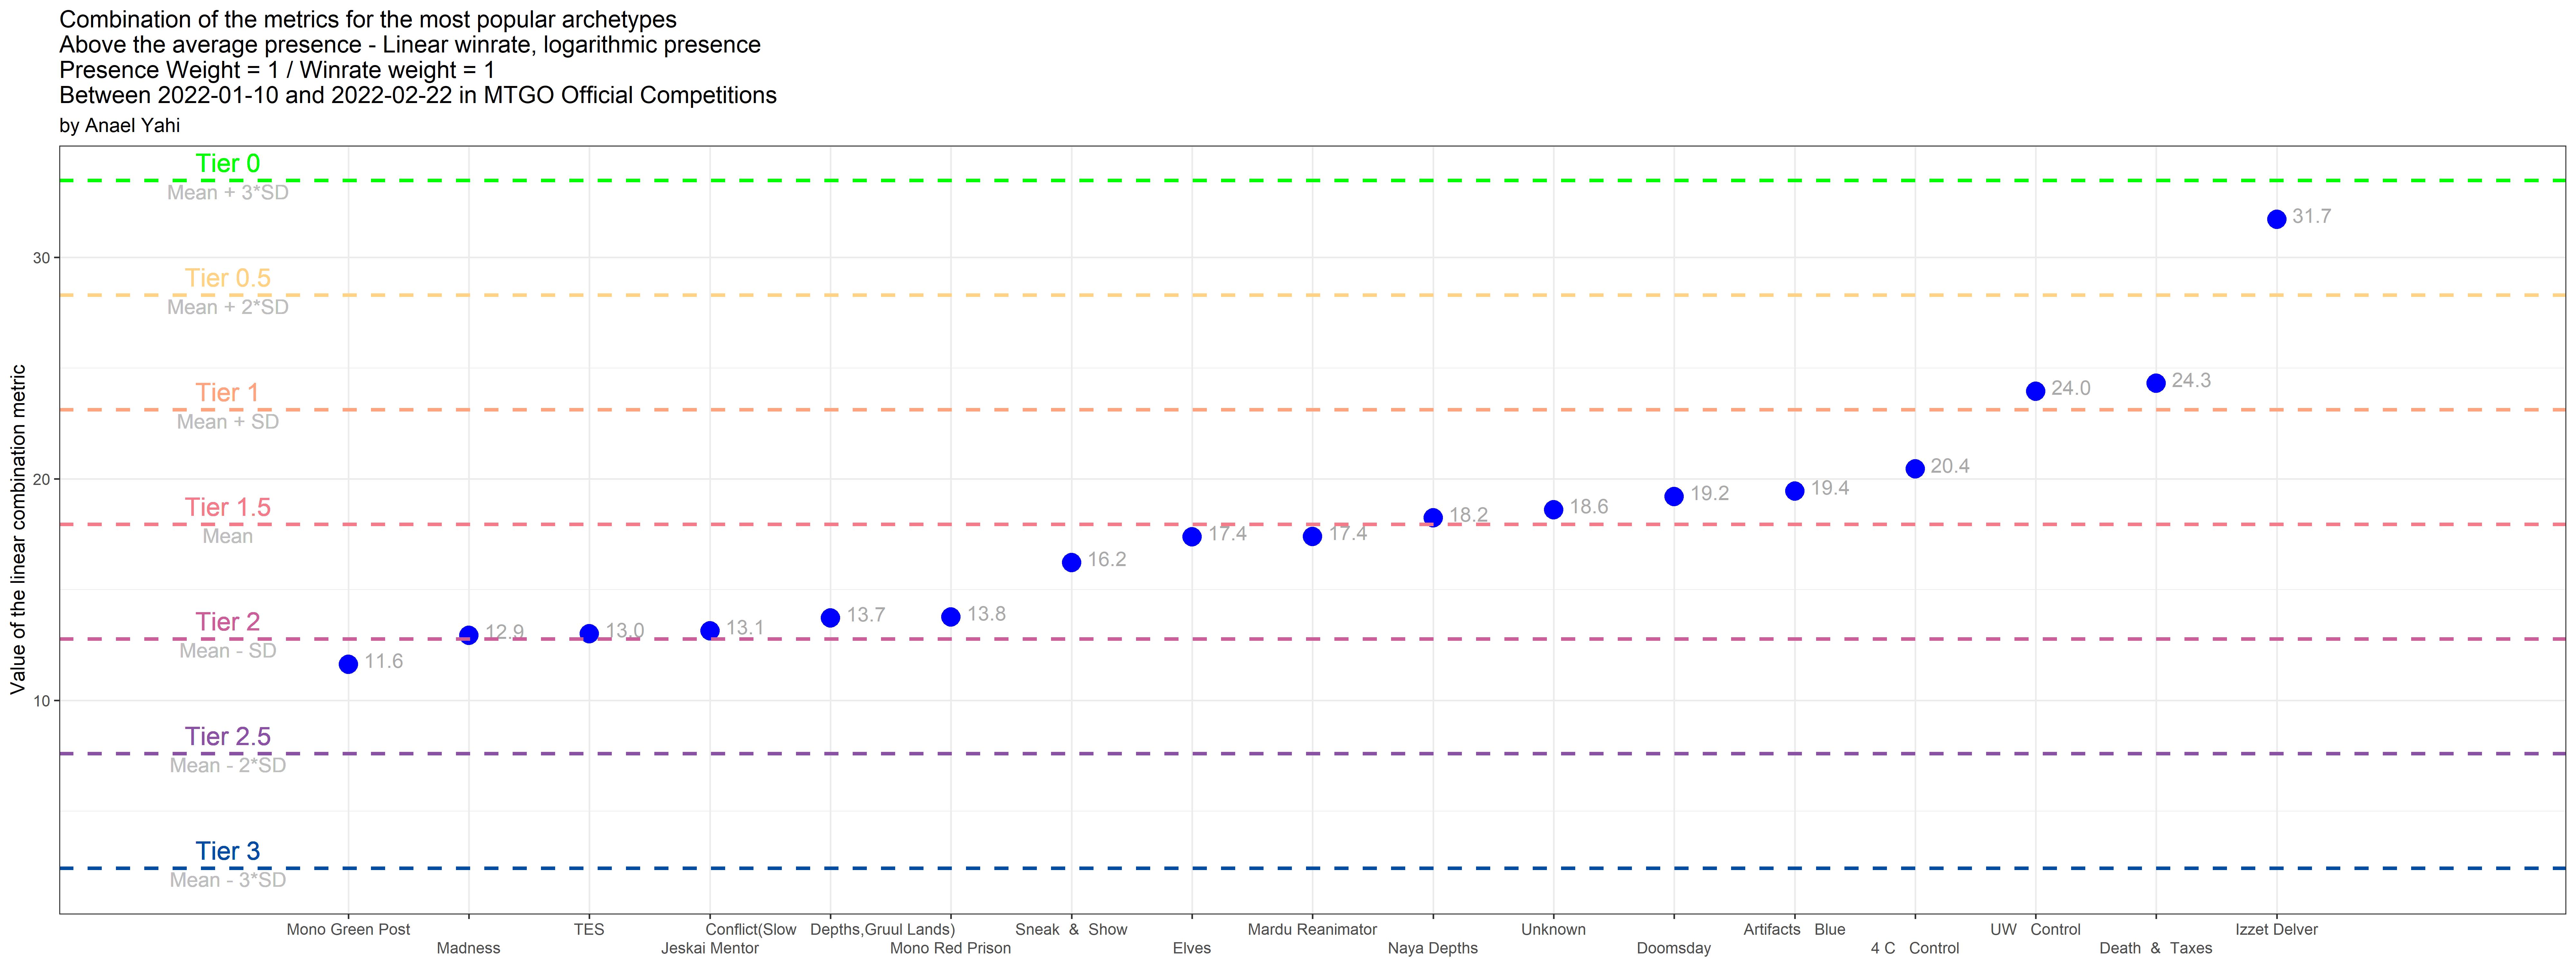 Combination of the metrics for the most popular archetypes
Above the average presence - Linear winrate, logarithmic presence
Presence Weight = 1 / Winrate weight = 1
Between 2022-01-10 and 2022-02-22 in MTGO Official Competitions
by Anael Yahi
Value of the linear combination metric
30
20
10
Tier 0
Mean + 3*SD
Tier 0.5
Mean + 2*SD
Tier 1
Mean + SD
Tier 1.5
Mean
Tier 2
Mean - SD
Tier 2.5
Mean - 2*SD
Tier 3
Mean - 3*SD
11.6
12.9
13.0
13.1
13.7
13.8
16.2
17.4
17.4
18.2
18.6
19.2
19.4
20.4
24.0
24.3
31.7
Mono Green Post
Madness
TES
Jeskai Mentor
Conflict(Slow Depths,Gruul Lands)
Mono Red Prison
Sneak & Show
Elves
Mardu Reanimator
Naya Depths
Unknown
Doomsday
Artifacts Blue
4 C Control
UW Control
Death & Taxes
Izzet Delver